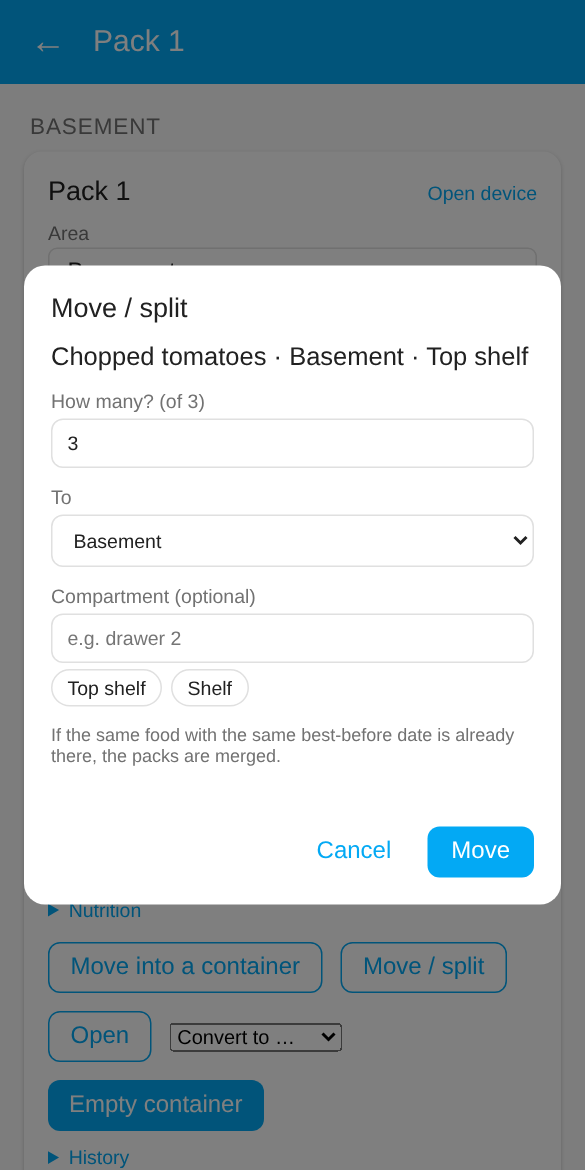 ← Pack 1
BASEMENT
Pack 1 Open device
Area
Move / split
Chopped tomatoes · Basement · Top shelf
How many? (of 3)
3
To
Basement
Compartment (optional)
e.g. drawer 2
Top shelf Shelf
If the same food with the same best-before date is already
there, the packs are merged.
Cancel Move
Nutrition
Move into a container Move / split
Open Convert to …
Empty container
History